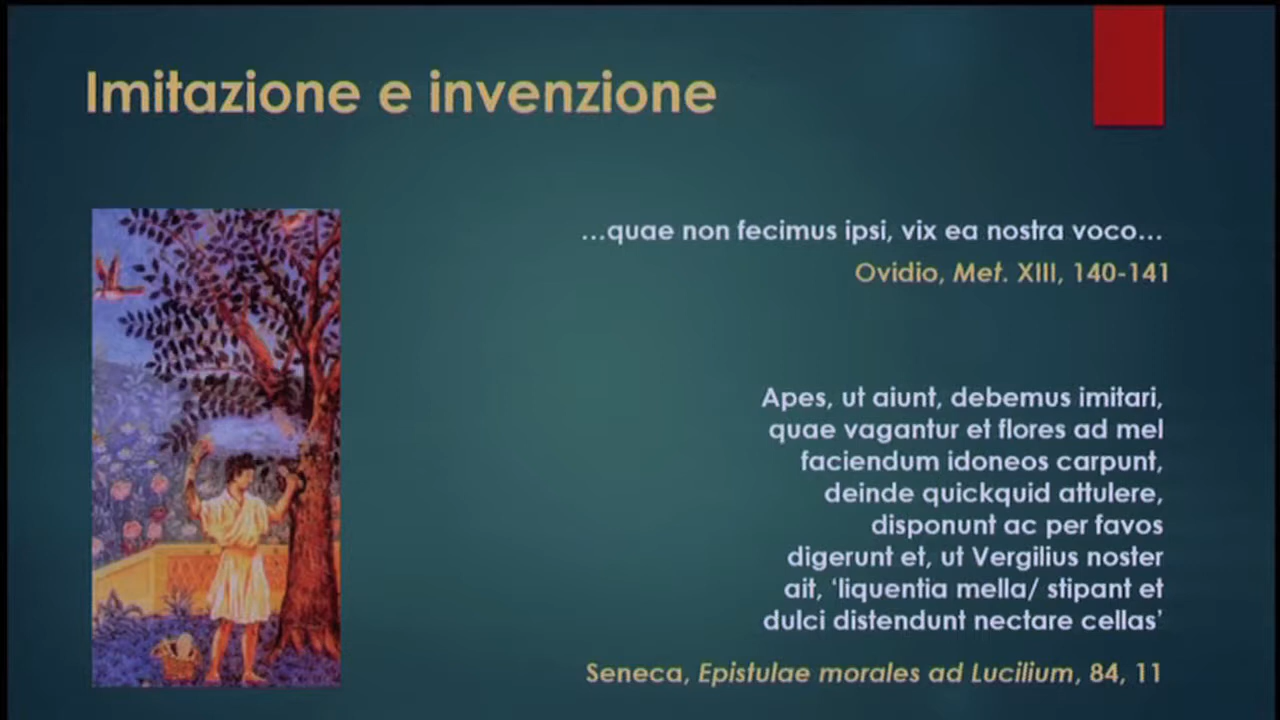 Imitazione e invenzione
…quae non fecimus ipsi, vix ea nostra voco…
Ovidio, Met. XIII, 140-141
Apes, ut aiunt, debemus imitari,
quae vagantur et flores ad mel
faciendum idoneos carpunt,
deinde quickquid attulere,
disponunt ac per favos
digerunt et, ut Vergilius noster
ait, ‘liquentia mella/ stipant et
dulci distendunt nectare cellas’
Seneca, Epistulae morales ad Lucilium, 84, 11